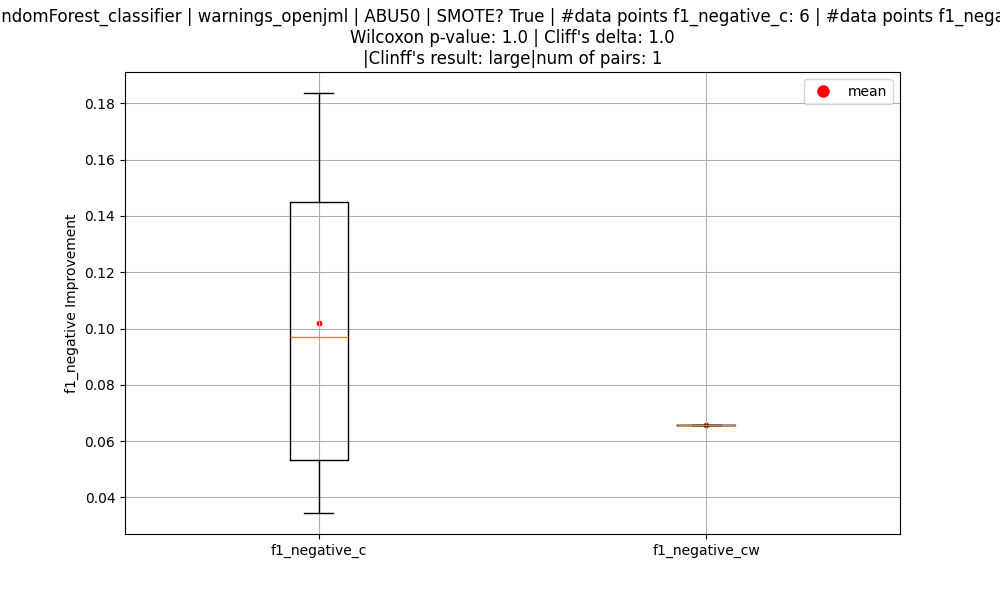 ndomForest_classifier | warnings_openjml | ABU50 | SMOTE? True | #data points f1_negative_c: 6 | #data points f1_nega
Wilcoxon p-value: 1.0 | Cliff's delta: 1.0
|Clinff's result: large|num of pairs: 1
mean
0.18
0.16
0.14
0.12
0.10
0.08
0.06
0.04
f1_negative Improvement
f1_negative_c
f1_negative_cw